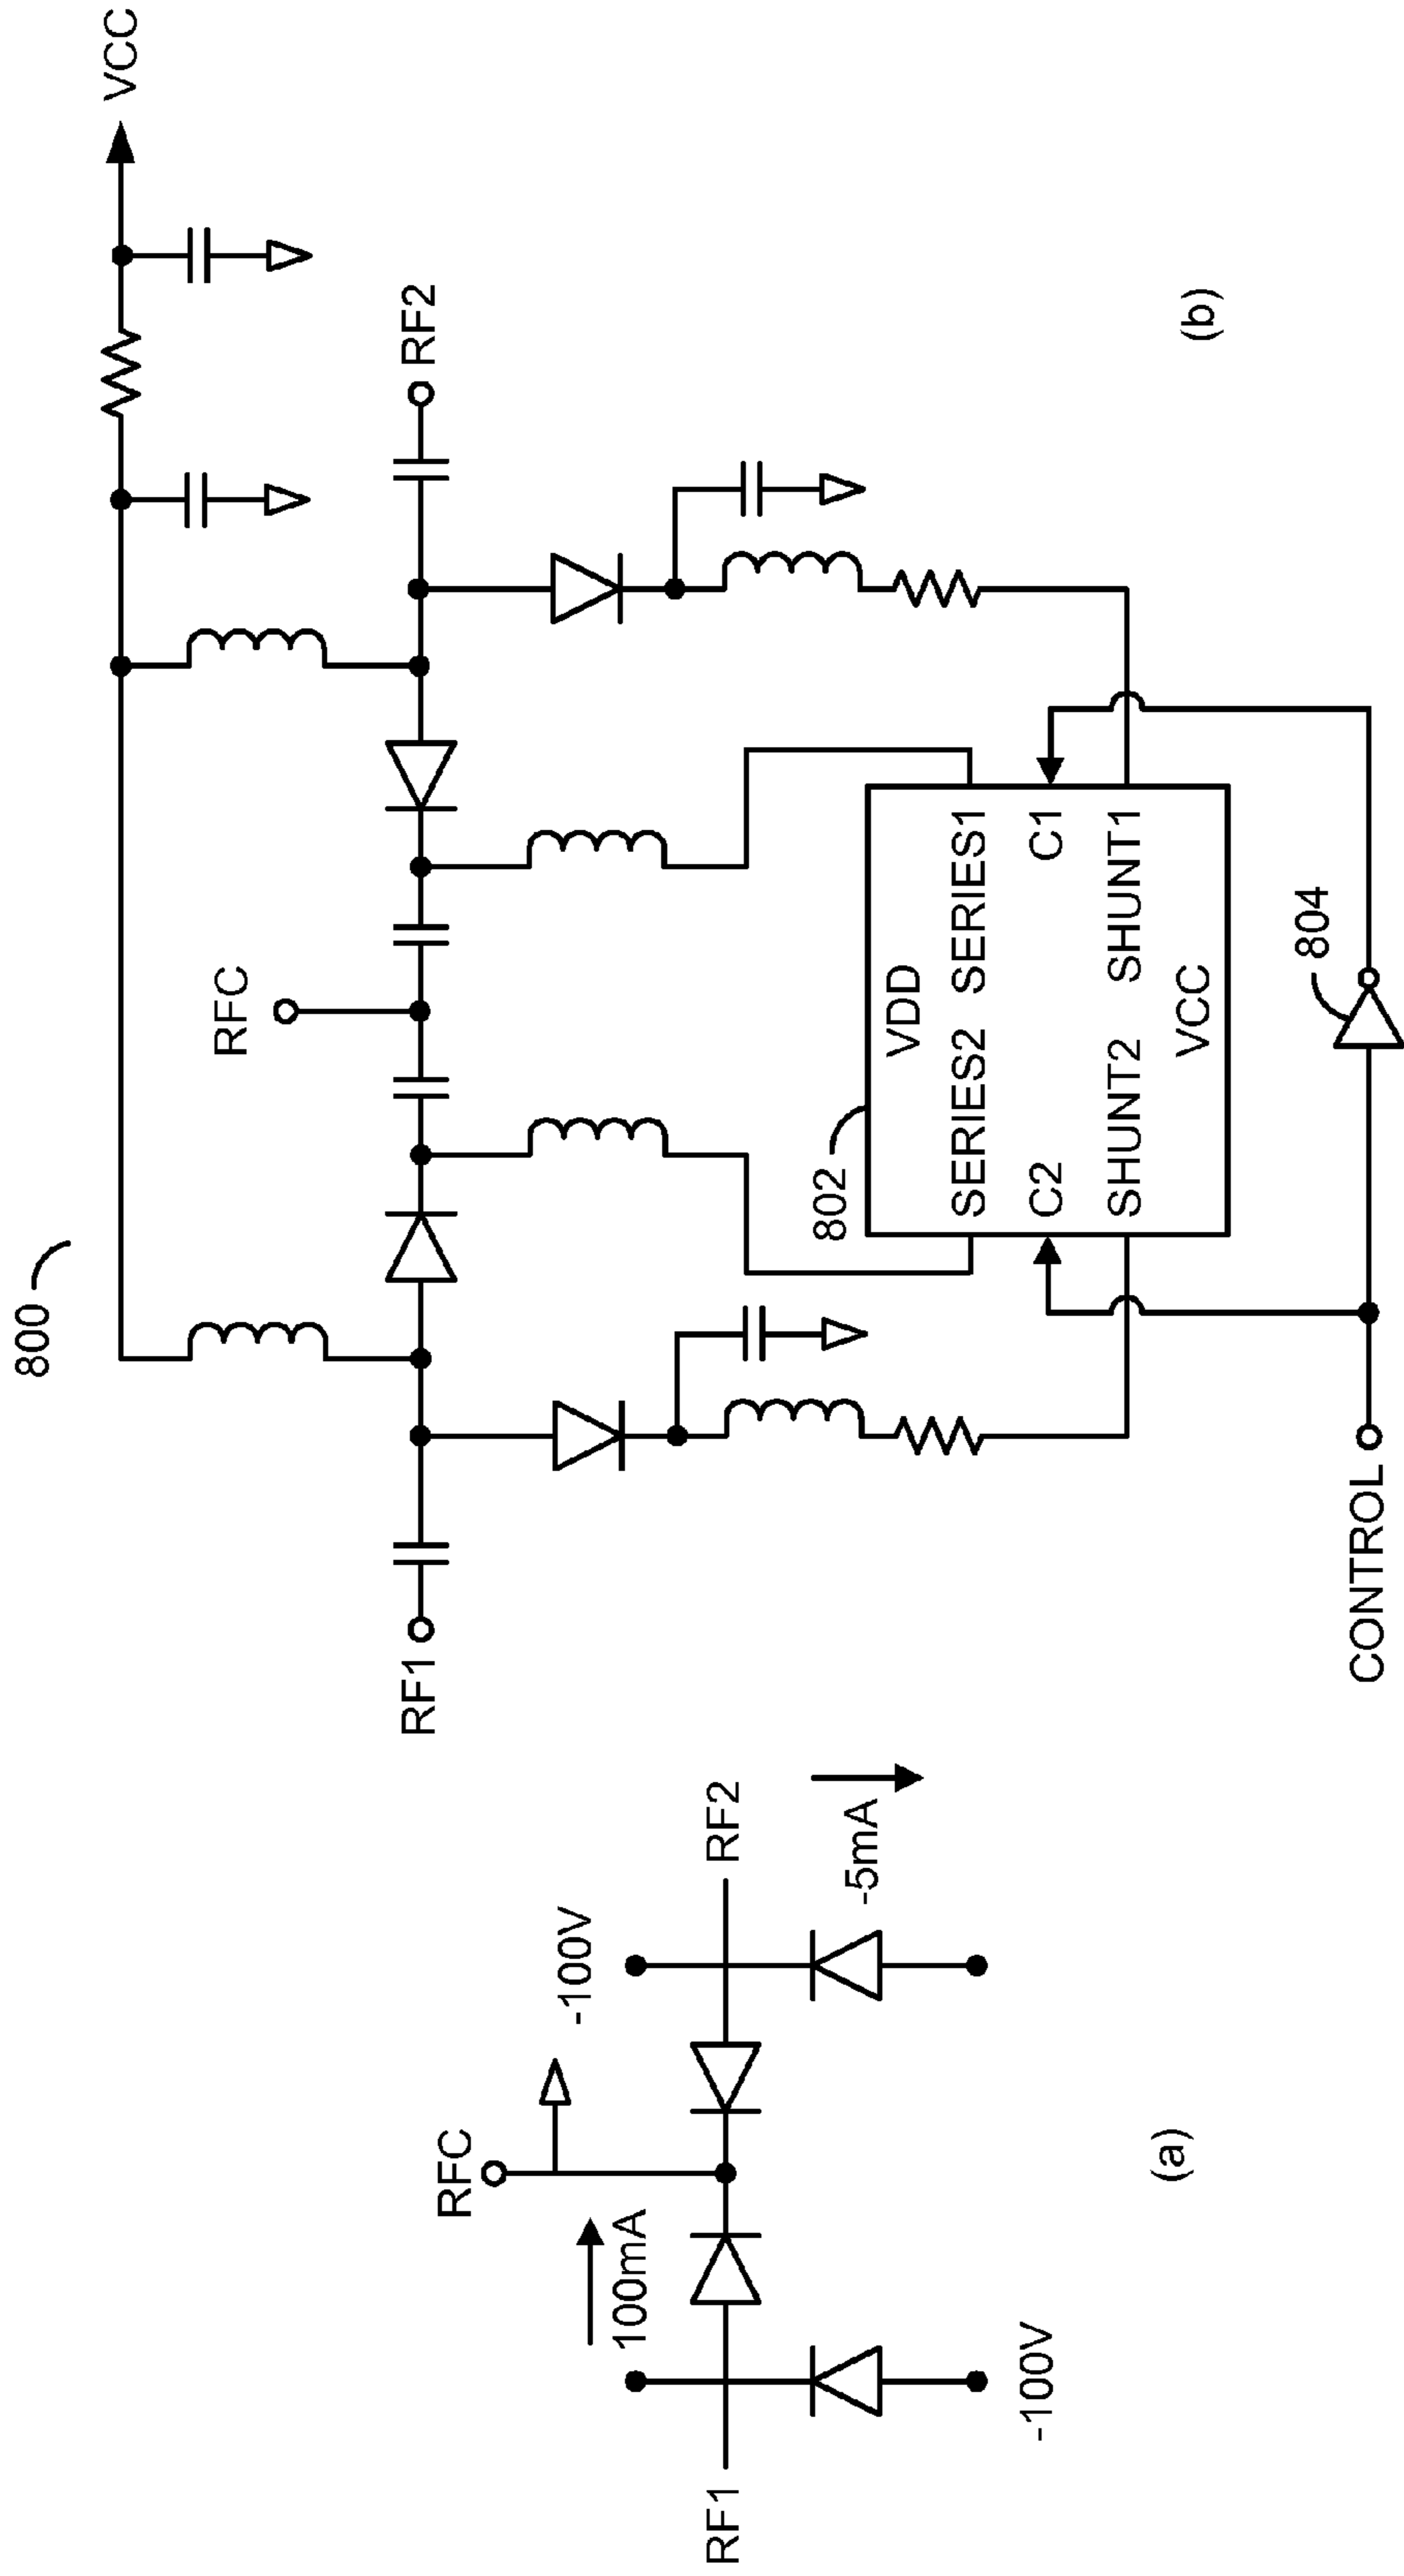 800
VCC
RFC
RF1
RF2
802
VDD
SERIES2 SERIES1
C2
C1
SHUNT2 SHUNT1
VCC
804
CONTROL
(b)
RFC
100mA
-100V
RF1
RF2
-5mA
-100V
(a)